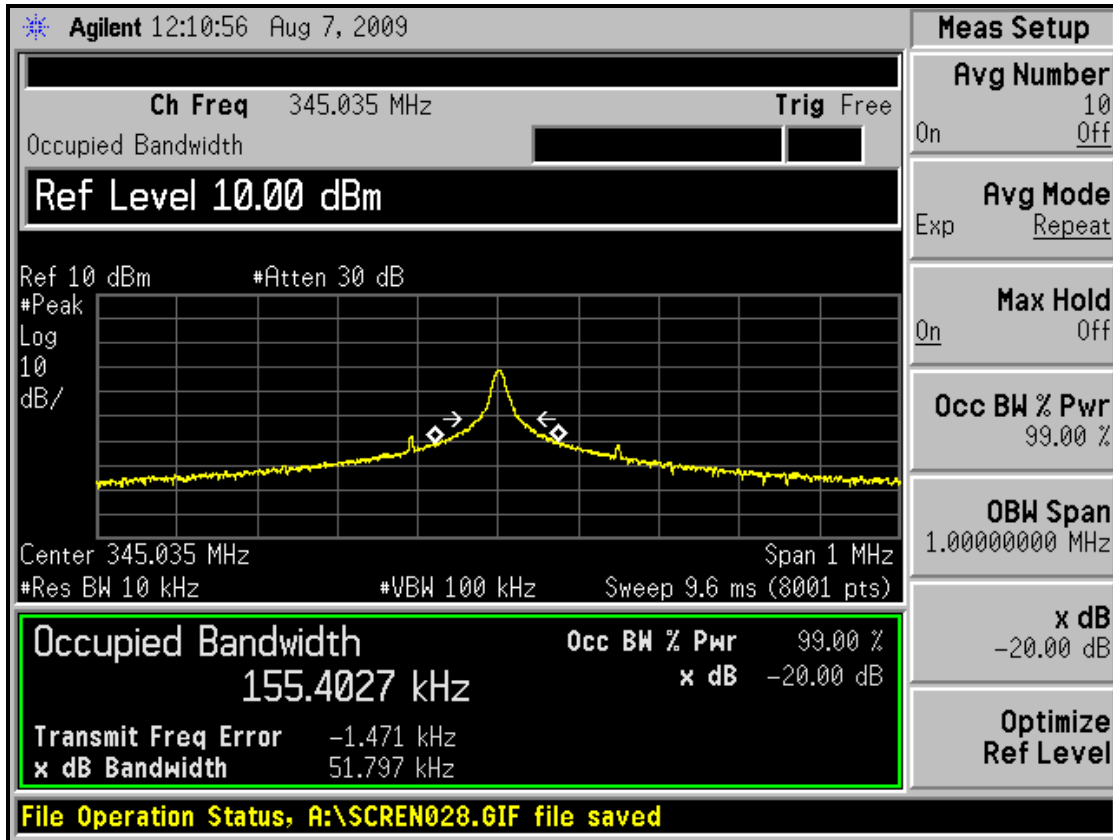 Agilent 12:10:56 Aug 7, 2009
Ch Freq 345.035 MHz Trig Free
Occupied Bandwidth
Ref Level 10.00 dBm
Ref 10 dBm #Atten 30 dB
#Peak
Log
10
dB/
Center 345.035 MHz Span 1 MHz
#Res BW 10 kHz #VBW 100 kHz Sweep 9.6 ms (8001 pts)
Occupied Bandwidth Occ BW % Pwr 99.00 %
155.4027 kHz x dB -20.00 dB
Transmit Freq Error -1.471 kHz
x dB Bandwidth 51.797 kHz
File Operation Status, A:\SCREN028.GIF file saved
Meas Setup
Avg Number
10
On Off
Avg Mode
Exp Repeat
Max Hold
On Off
Occ BW % Pwr
99.00 %
OBW Span
1.00000000 MHz
x dB
-20.00 dB
Optimize
Ref Level